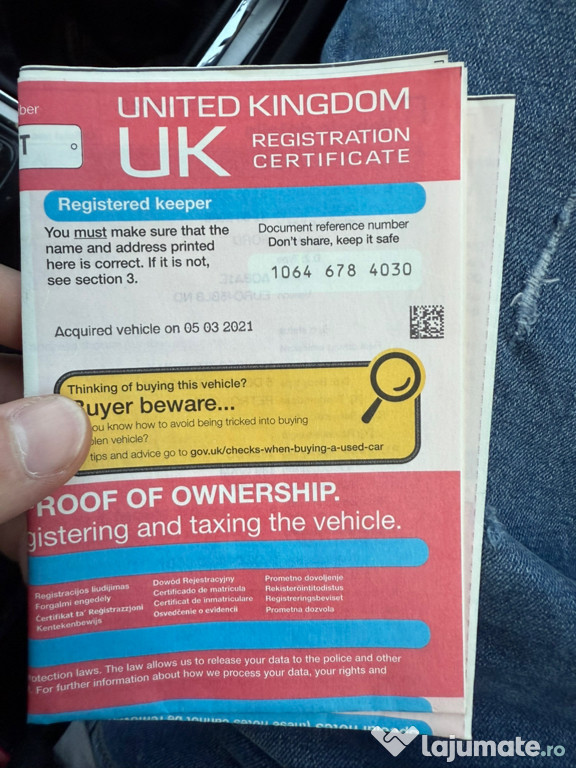 ber
UNITED KINGDOM
T
UK REGISTRATION
CERTIFICATE
Registered keeper
You must make sure that the
name and address printed
here is correct. If it is not,
see section 3.
Document reference number
Don't share, keep it safe
1064 678 4030
Acquired vehicle on 05 03 2021
Thinking of buying this vehicle?
Buyer beware...
you know how to avoid being tricked into buying
olen vehicle?
tips and advice go to gov.uk/checks-when-buying-a-used-car
ROOF OF OWNERSHIP.
gistering and taxing the vehicle.
Registracijos liudijimas
Forgalmi engedély
Ċertifikat ta' Reġistrazzjoni
Kentekenbewijs
Dowód Rejestracyjny
Certificado de matrícula
Certificat de inmatriculare
Osvedčenie o evidencii
Prometno dovoljenje
Rekisteröintitodistus
Registreringsbeviset
Prometna dozvola
otection laws. The law allows us to release your data to the police and other
. For further information about how we process your data, your rights and
lajumate.ro